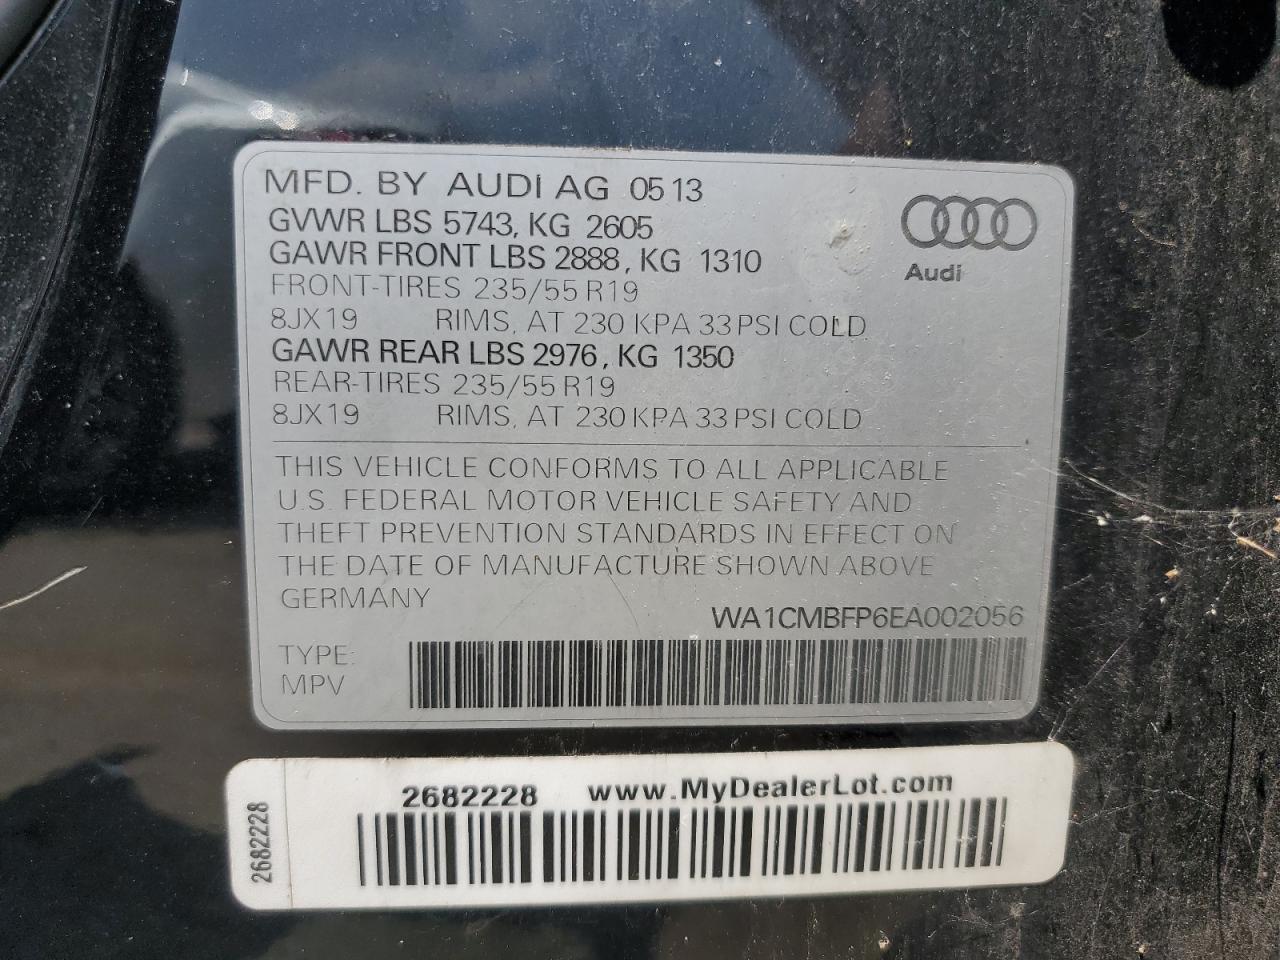 MFD. BY AUDI AG 05 13
GVWR LBS 5743, KG 2605
GAWR FRONT LBS 2888, KG 1310
FRONT-TIRES 235/55 R19
8JX19 RIMS, AT 230 KPA 33 PSI COLD
GAWR REAR LBS 2976, KG 1350
REAR-TIRES 235/55 R19
8JX19 RIMS, AT 230 KPA 33 PSI COLD
Audi
THIS VEHICLE CONFORMS TO ALL APPLICABLE
U.S. FEDERAL MOTOR VEHICLE SAFETY AND
THEFT PREVENTION STANDARDS IN EFFECT ON
THE DATE OF MANUFACTURE SHOWN ABOVE
GERMANY
WA1CMBFP6EA002056
TYPE:
MPV
2682228 www.MyDealerLot.com
2682228